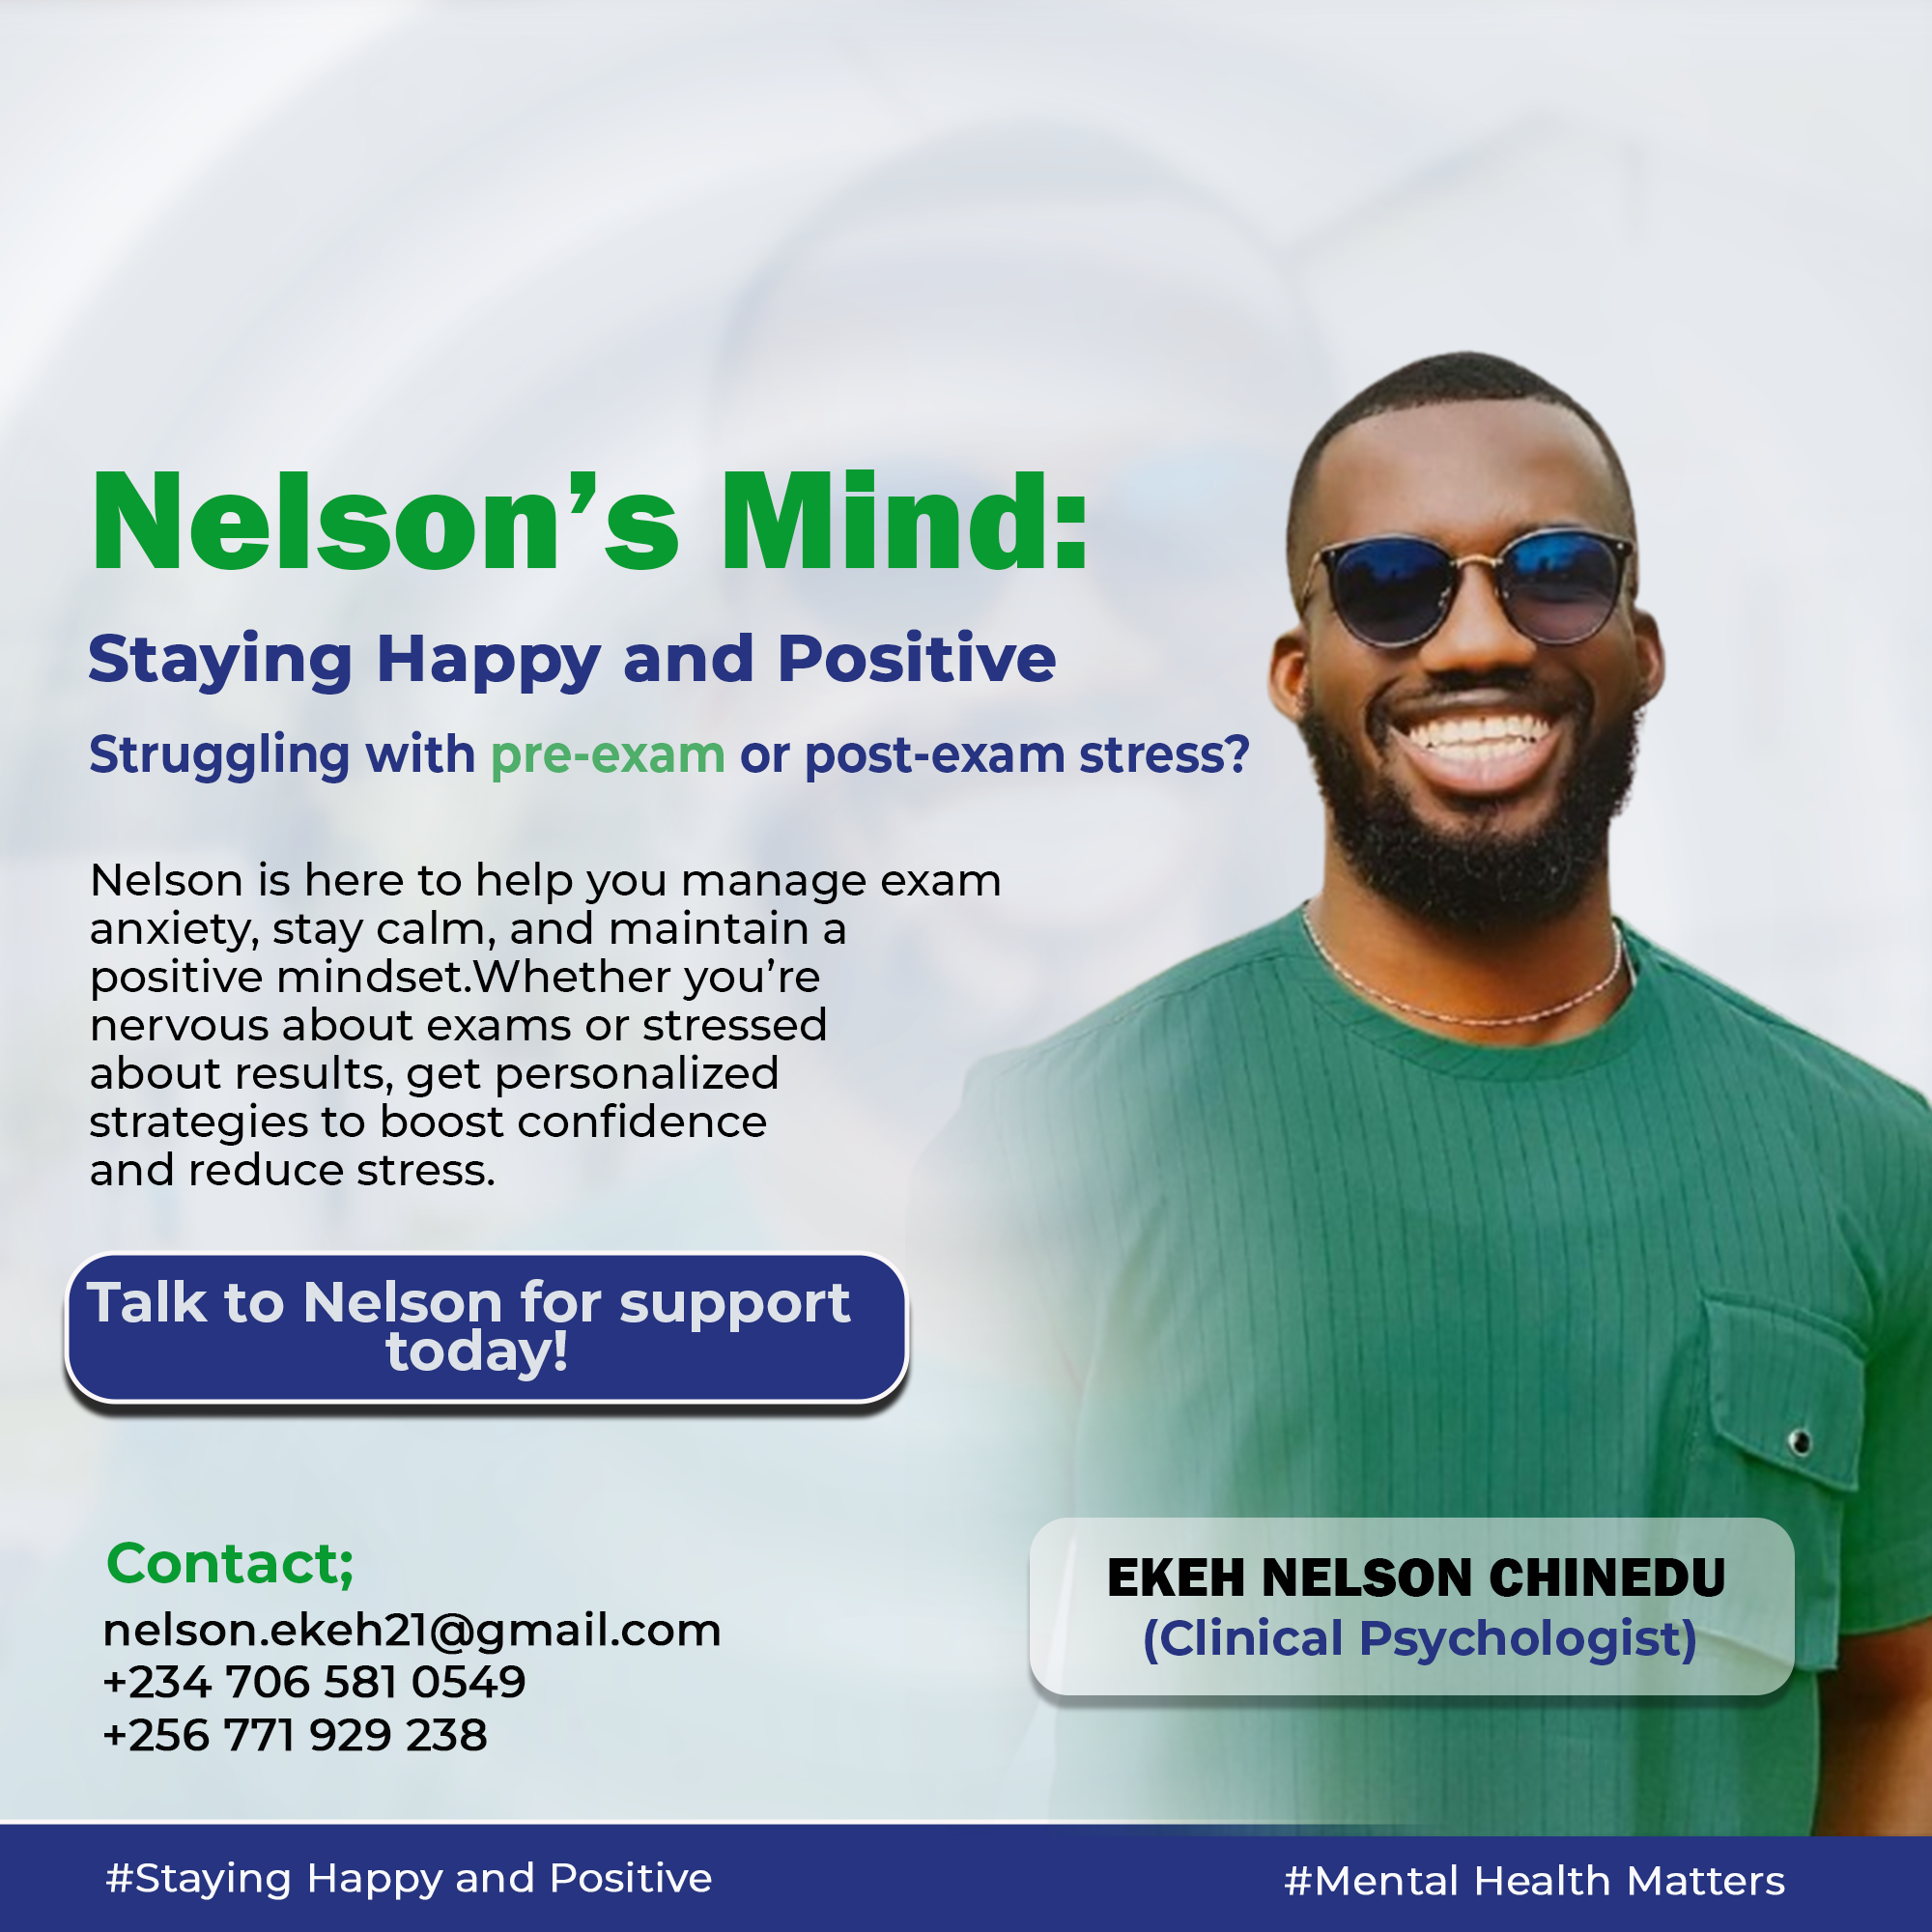 Nelson’s Mind:
Staying Happy and Positive
Struggling with pre-exam or post-exam stress?
Nelson is here to help you manage exam
anxiety, stay calm, and maintain a
positive mindset.Whether you’re
nervous about exams or stressed
about results, get personalized
strategies to boost confidence
and reduce stress.
Talk to Nelson for support
today!
Contact;
nelson.ekeh21@gmail.com
+234 706 581 0549
+256 771 929 238
EKEH NELSON CHINEDU
(Clinical Psychologist)
#Staying Happy and Positive
#Mental Health Matters